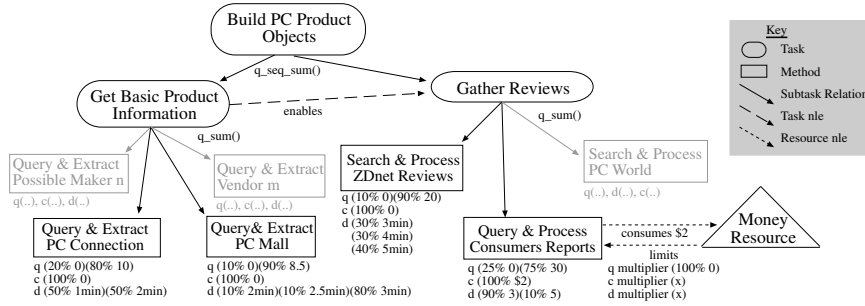 Build PC Product
Objects
q_seq_sum()
Key
Task
Method
Subtask Relation
Task nle
Resource nle
Get Basic Product
Information
enables
Gather Reviews
q_sum()
q_sum()
Query & Extract
Possible Maker n
q(..), c(..), d(..)
Query & Extract
Vendor m
q(..), c(..), d(..)
Search & Process
ZDnet Reviews
q (10% 0)(90% 20)
c (100% 0)
d (30% 3min)
(30% 4min)
(40% 5min)
Search & Process
PC World
q(..), d(..), c(..)
Query & Extract
PC Connection
q (20% 0)(80% 10)
c (100% 0)
d (50% 1min)(50% 2min)
Query& Extract
PC Mall
q (10% 0)(90% 8.5)
c (100% 0)
d (10% 2min)(10% 2.5min)(80% 3min)
Query & Process
Consumers Reports
q (25% 0)(75% 30)
c (100% $2)
d (90% 3)(10% 5)
consumes $2
limits
q multiplier (100% 0)
c multiplier (x)
d multiplier (x)
Money
Resource